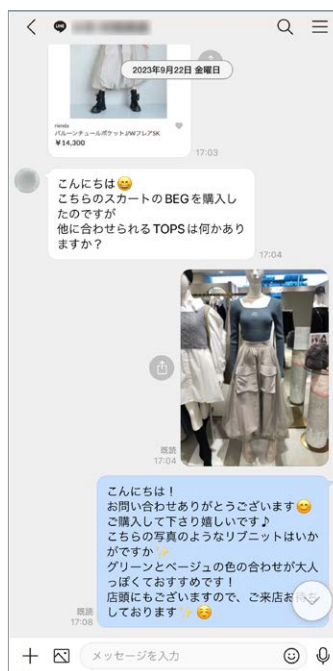 LINE
2023年9月22日 金曜日
rienda
バルーンチュールポケットJ/WフレアSK
¥14,300
17:03
こんにちは😄
こちらのスカートのBEGを購入し
たのですが
他に合わせられるTOPSは何かあり
ますか？
17:04
既読
17:04
こんにちは！
お問い合わせありがとうございます😊
ご購入して下さり嬉しいです♪
こちらの写真のようなリブニットはいか
がですか✨
グリーンとベージュの色の合わせが大人
っぽくておすすめです！
店頭にもございますので、ご来店お待ち
しております✨☺️
既読
17:08
メッセージを入力